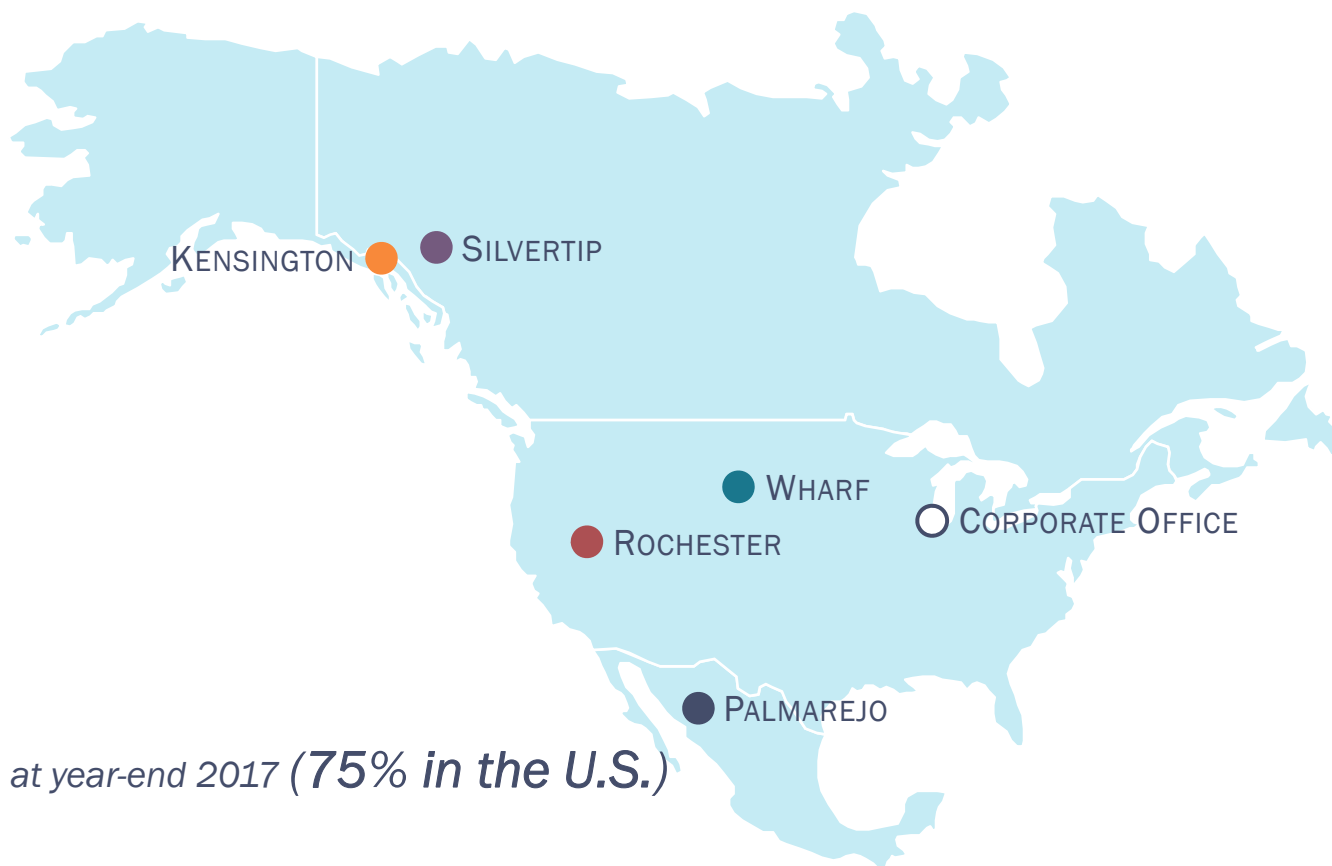 SILVERTIP
KENSINGTON
WHARF
CORPORATE OFFICE
ROCHESTER
PALMAREJO
at year-end 2017 (75% in the U.S.)